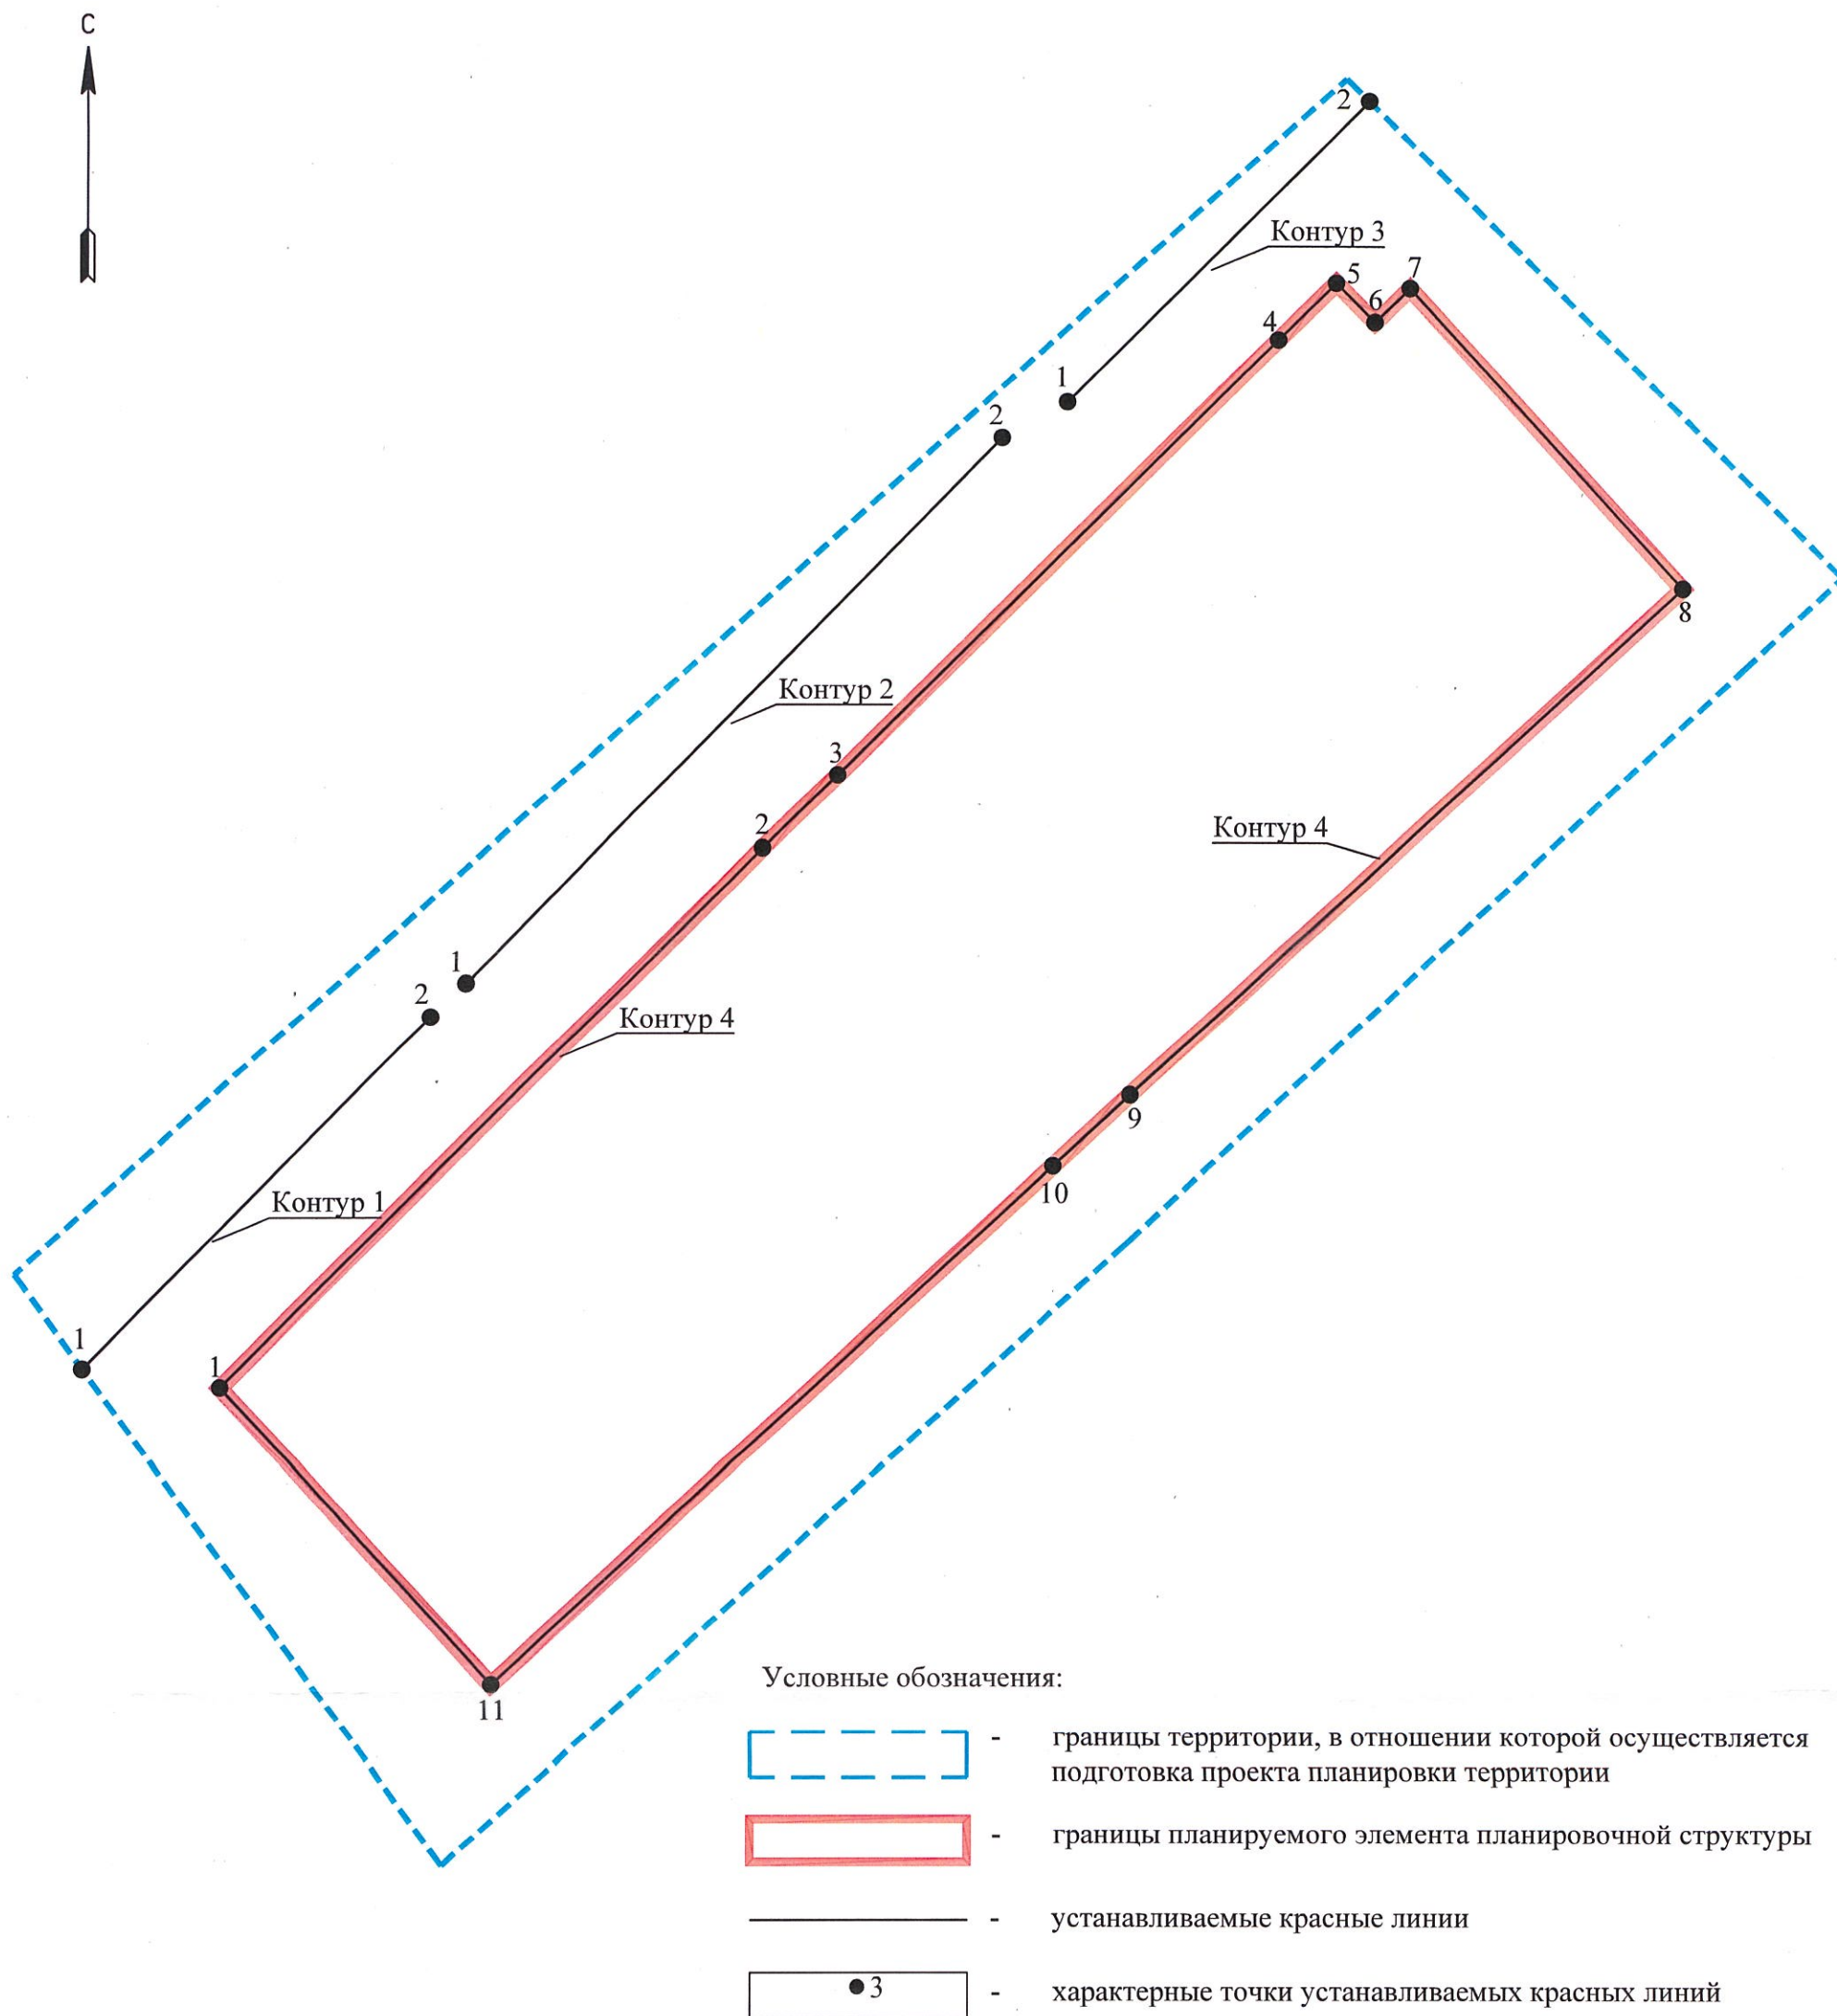 С
2
Контур 3
5
7
6
4
1
2
8
Контур 2
3
2
Контур 4
1
2
Контур 4
9
10
Контур 1
1
1
11
Условные обозначения:
- границы территории, в отношении которой осуществляется
подготовка проекта планировки территории
- границы планируемого элемента планировочной структуры
- устанавливаемые красные линии
3 - характерные точки устанавливаемых красных линий